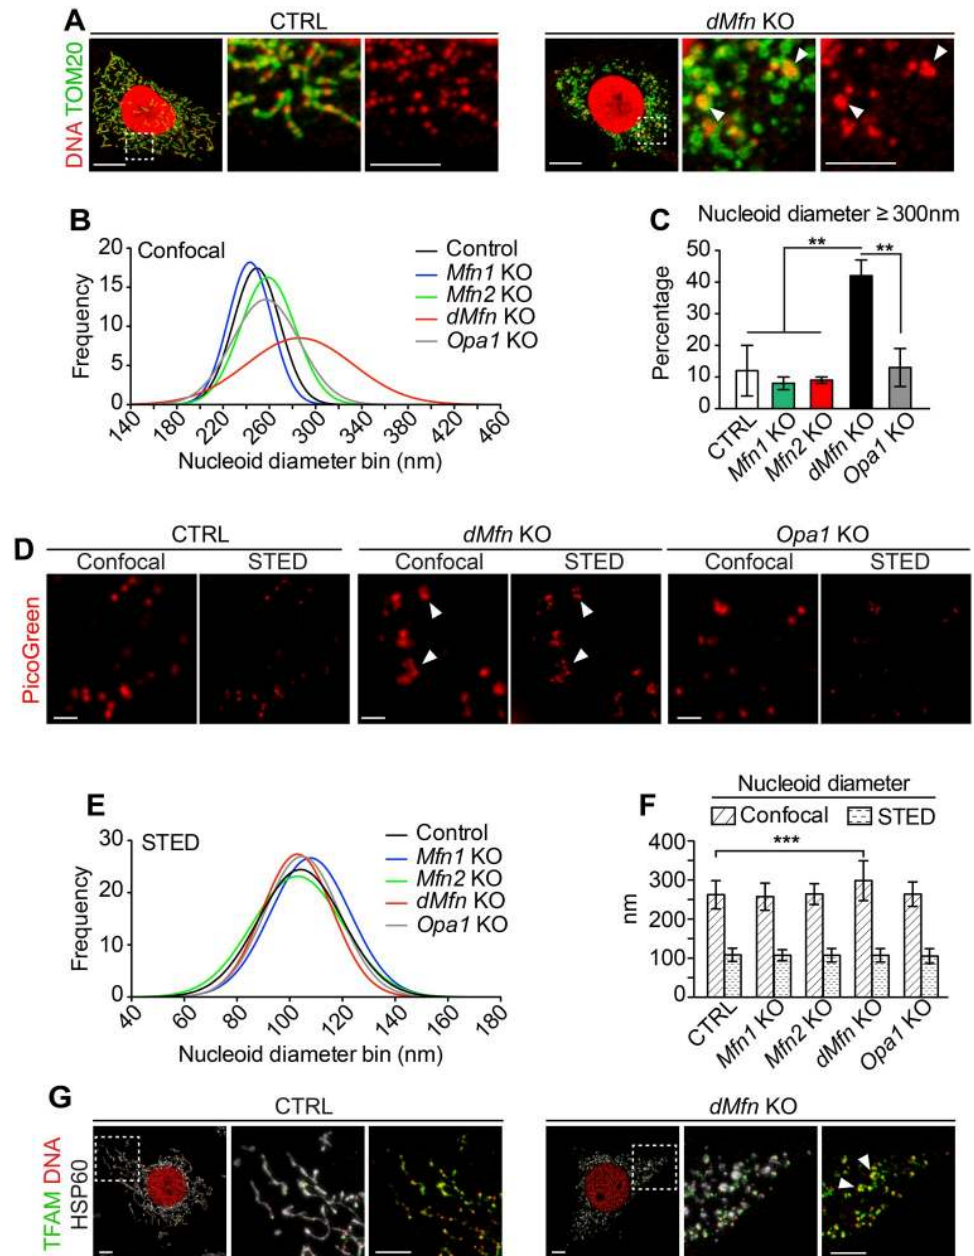 A
CTRL
dMfn KO
DNA TOM20
B
Confocal
Control
Mfn1 KO
Mfn2 KO
dMfn KO
Opa1 KO
Frequency
20
15
10
5
0
140 180 220 260 300 340 380 420 460
Nucleoid diameter bin (nm)
C
Nucleoid diameter ≥ 300nm
** **
Percentage
50
40
30
20
10
0
CTRL Mfn1 KO Mfn2 KO dMfn KO Opa1 KO
D
CTRL
dMfn KO
Opa1 KO
Confocal STED Confocal STED Confocal STED
PicoGreen
E
STED
Control
Mfn1 KO
Mfn2 KO
dMfn KO
Opa1 KO
Frequency
30
20
10
0
40 60 80 100 120 140 160 180
Nucleoid diameter bin (nm)
F
Nucleoid diameter
Confocal STED
***
nm
400
300
200
100
0
CTRL Mfn1 KO Mfn2 KO dMfn KO Opa1 KO
G
CTRL
dMfn KO
TFAM DNA
HSP60